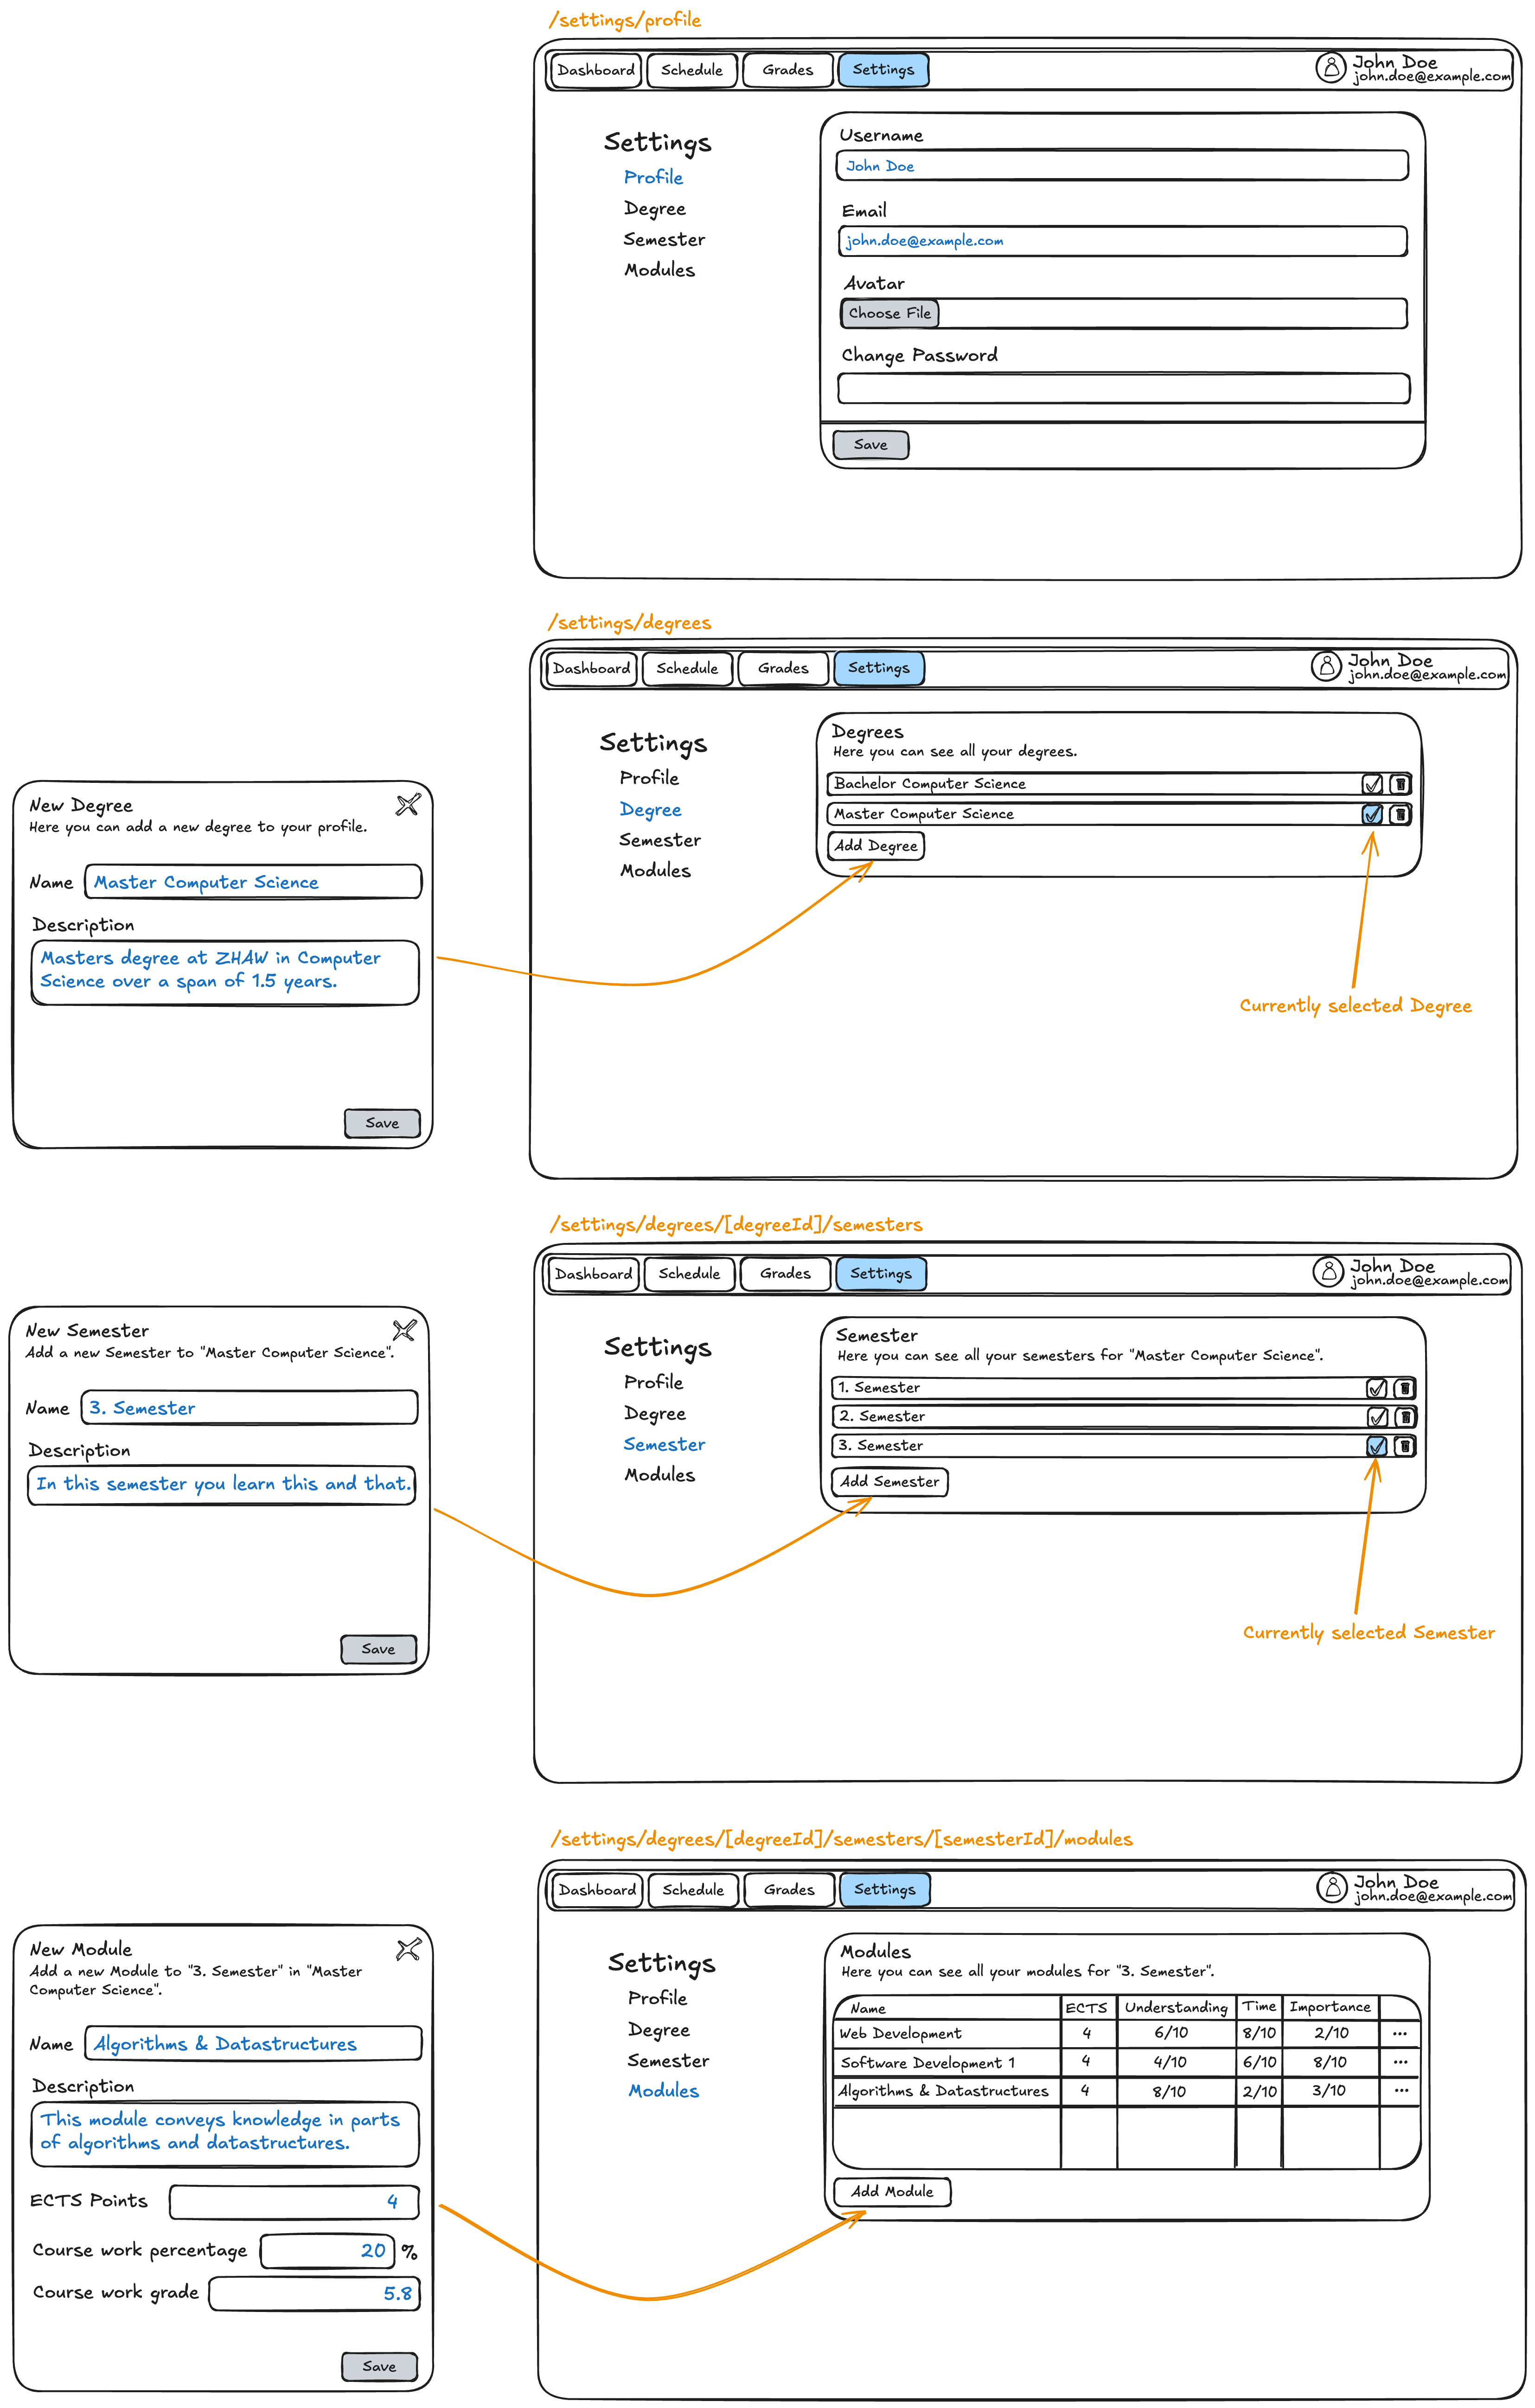 /settings/profile
Dashboard Schedule Grades Settings John Doe
john.doe@example.com
Settings
Profile
Degree
Semester
Modules
Username
John Doe
Email
john.doe@example.com
Avatar
Choose File
Change Password
Save
/settings/degrees
Dashboard Schedule Grades Settings John Doe
john.doe@example.com
Settings
Profile
Degree
Semester
Modules
Degrees
Here you can see all your degrees.
Bachelor Computer Science
Master Computer Science
Add Degree
Currently selected Degree
New Degree
Here you can add a new degree to your profile.
Name Master Computer Science
Description
Masters degree at ZHAW in Computer
Science over a span of 1.5 years.
Save
/settings/degrees/[degreeId]/semesters
Dashboard Schedule Grades Settings John Doe
john.doe@example.com
Settings
Profile
Degree
Semester
Modules
Semester
Here you can see all your semesters for "Master Computer Science".
1. Semester
2. Semester
3. Semester
Add Semester
Currently selected Semester
New Semester
Add a new Semester to "Master Computer Science".
Name 3. Semester
Description
In this semester you learn this and that.
Save
/settings/degrees/[degreeId]/semesters/[semesterId]/modules
Dashboard Schedule Grades Settings John Doe
john.doe@example.com
Settings
Profile
Degree
Semester
Modules
Modules
Here you can see all your modules for "3. Semester".
Name ECTS Understanding Time Importance
Web Development 4 6/10 8/10 2/10 ...
Software Development 1 4 4/10 6/10 8/10 ...
Algorithms & Datastructures 4 8/10 2/10 3/10 ...
Add Module
New Module
Add a new Module to "3. Semester" in "Master
Computer Science".
Name Algorithms & Datastructures
Description
This module conveys knowledge in parts
of algorithms and datastructures.
ECTS Points 4
Course work percentage 20 %
Course work grade 5.8
Save